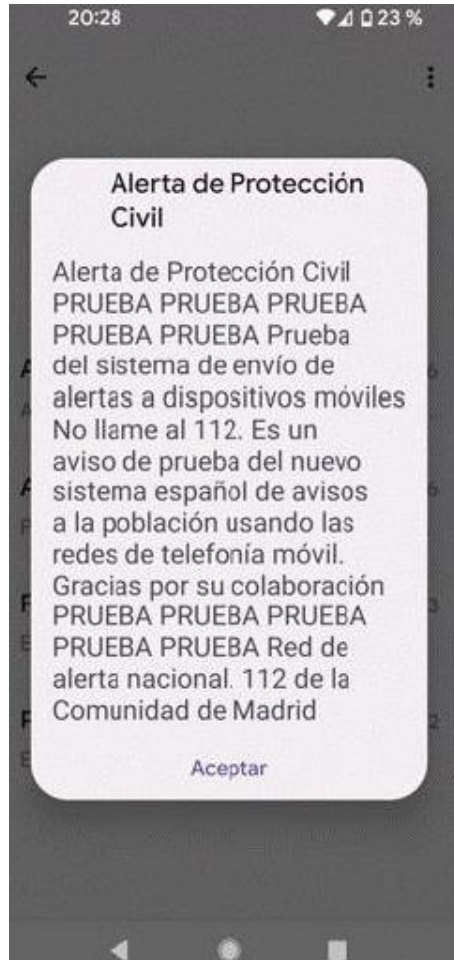 20:28 23 %
Alerta de Protección
Civil
Alerta de Protección Civil
PRUEBA PRUEBA PRUEBA
PRUEBA PRUEBA Prueba
del sistema de envío de
alertas a dispositivos móviles
No llame al 112. Es un
aviso de prueba del nuevo
sistema español de avisos
a la población usando las
redes de telefonía móvil.
Gracias por su colaboración
PRUEBA PRUEBA PRUEBA
PRUEBA PRUEBA Red de
alerta nacional. 112 de la
Comunidad de Madrid
Aceptar